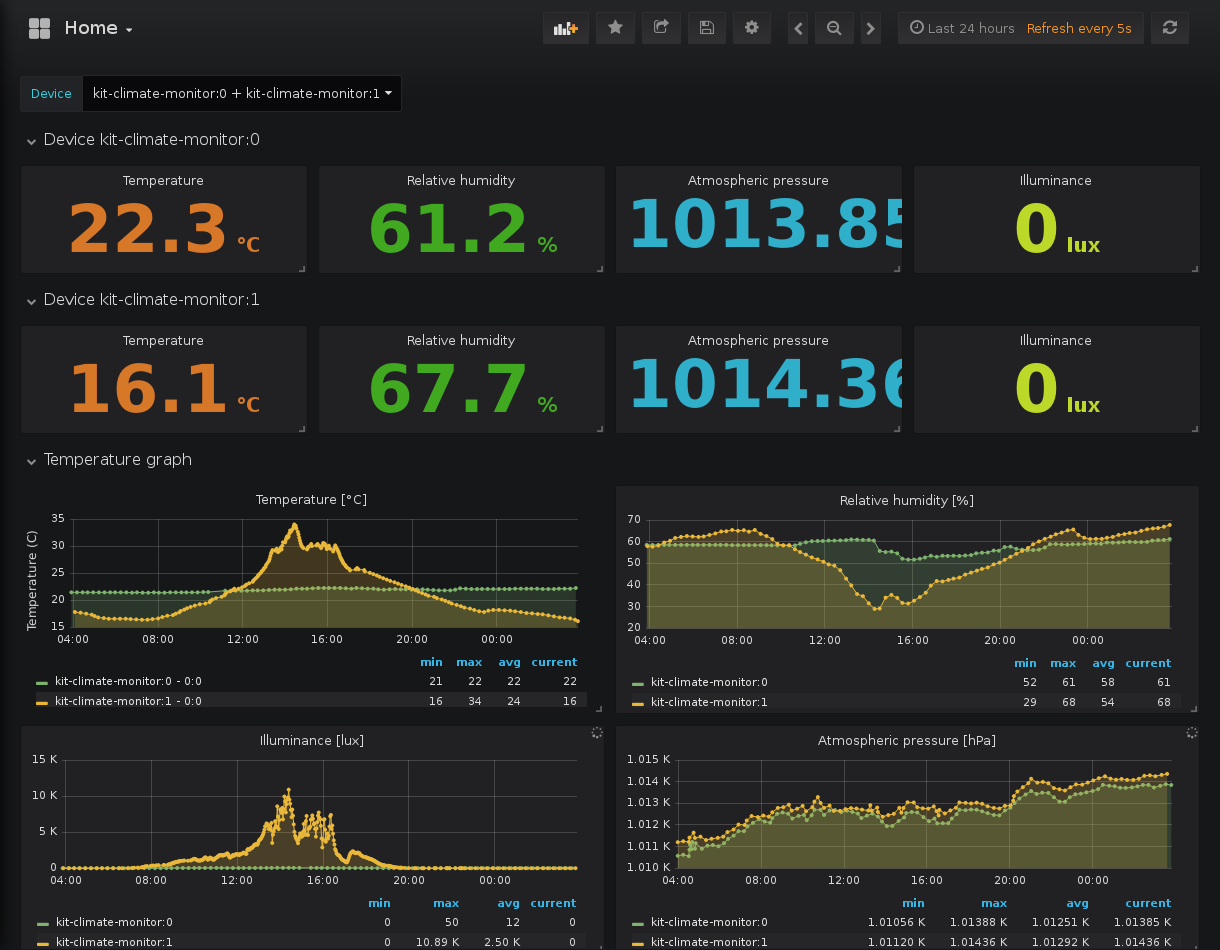 Home
Last 24 hours Refresh every 5s
Device kit-climate-monitor:0 + kit-climate-monitor:1
Device kit-climate-monitor:0
Temperature Relative humidity Atmospheric pressure Illuminance
22.3 °C 61.2 % 1013.85 0 lux
Device kit-climate-monitor:1
Temperature Relative humidity Atmospheric pressure Illuminance
16.1 °C 67.7 % 1014.36 0 lux
Temperature graph
Temperature [°C]
Temperature (C)
35
30
25
20
15
04:00 08:00 12:00 16:00 20:00 00:00
min max avg current
kit-climate-monitor:0 - 0:0 21 22 22 22
kit-climate-monitor:1 - 0:0 16 34 24 16
Relative humidity [%]
70
60
50
40
30
20
04:00 08:00 12:00 16:00 20:00 00:00
min max avg current
kit-climate-monitor:0 52 61 58 61
kit-climate-monitor:1 29 68 54 68
Illuminance [lux]
15 K
10 K
5 K
0
04:00 08:00 12:00 16:00 20:00 00:00
min max avg current
kit-climate-monitor:0 0 50 12 0
kit-climate-monitor:1 0 10.89 K 2.50 K 0
Atmospheric pressure [hPa]
1.015 K
1.014 K
1.013 K
1.012 K
1.011 K
1.010 K
04:00 08:00 12:00 16:00 20:00 00:00
min max avg current
kit-climate-monitor:0 1.01056 K 1.01388 K 1.01251 K 1.01385 K
kit-climate-monitor:1 1.01120 K 1.01436 K 1.01292 K 1.01436 K